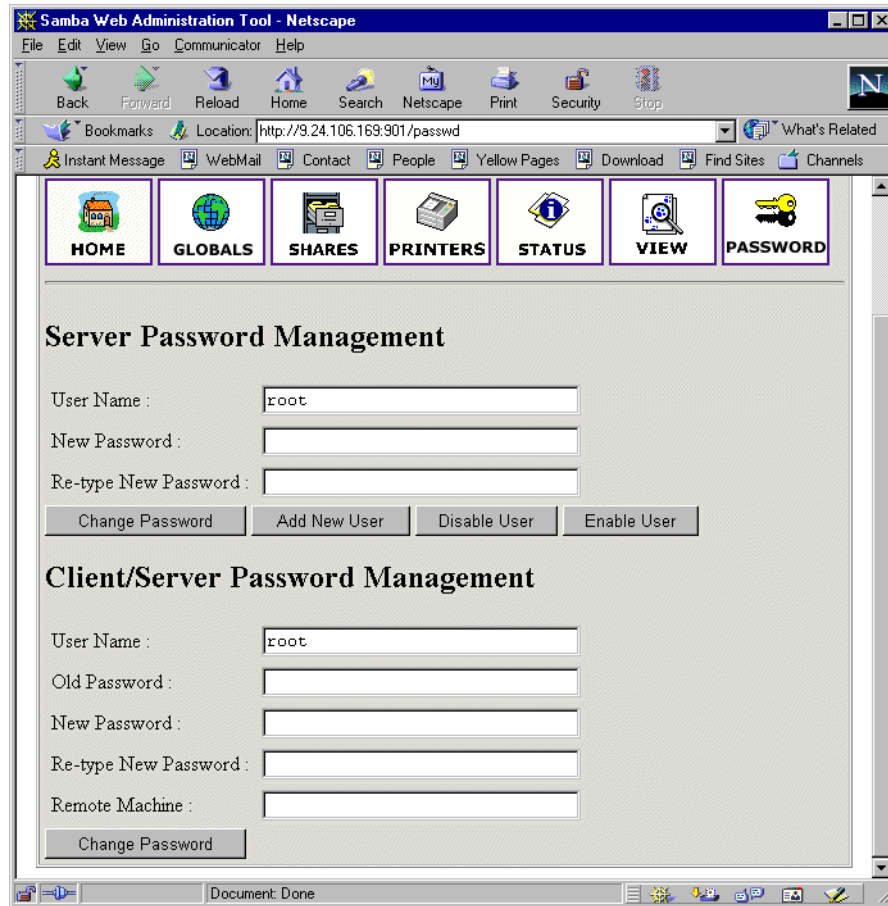 Samba Web Administration Tool - Netscape
File Edit View Go Communicator Help
Back Forward Reload Home Search Netscape Print Security Stop
My
N
Bookmarks Location: http://9.24.106.169:901/passwd What's Related
Instant Message WebMail Contact People Yellow Pages Download Find Sites Channels
HOME GLOBALS SHARES PRINTERS STATUS VIEW PASSWORD
Server Password Management
User Name : root
New Password :
Re-type New Password :
Change Password Add New User Disable User Enable User
Client/Server Password Management
User Name : root
Old Password :
New Password :
Re-type New Password :
Remote Machine :
Change Password
Document: Done